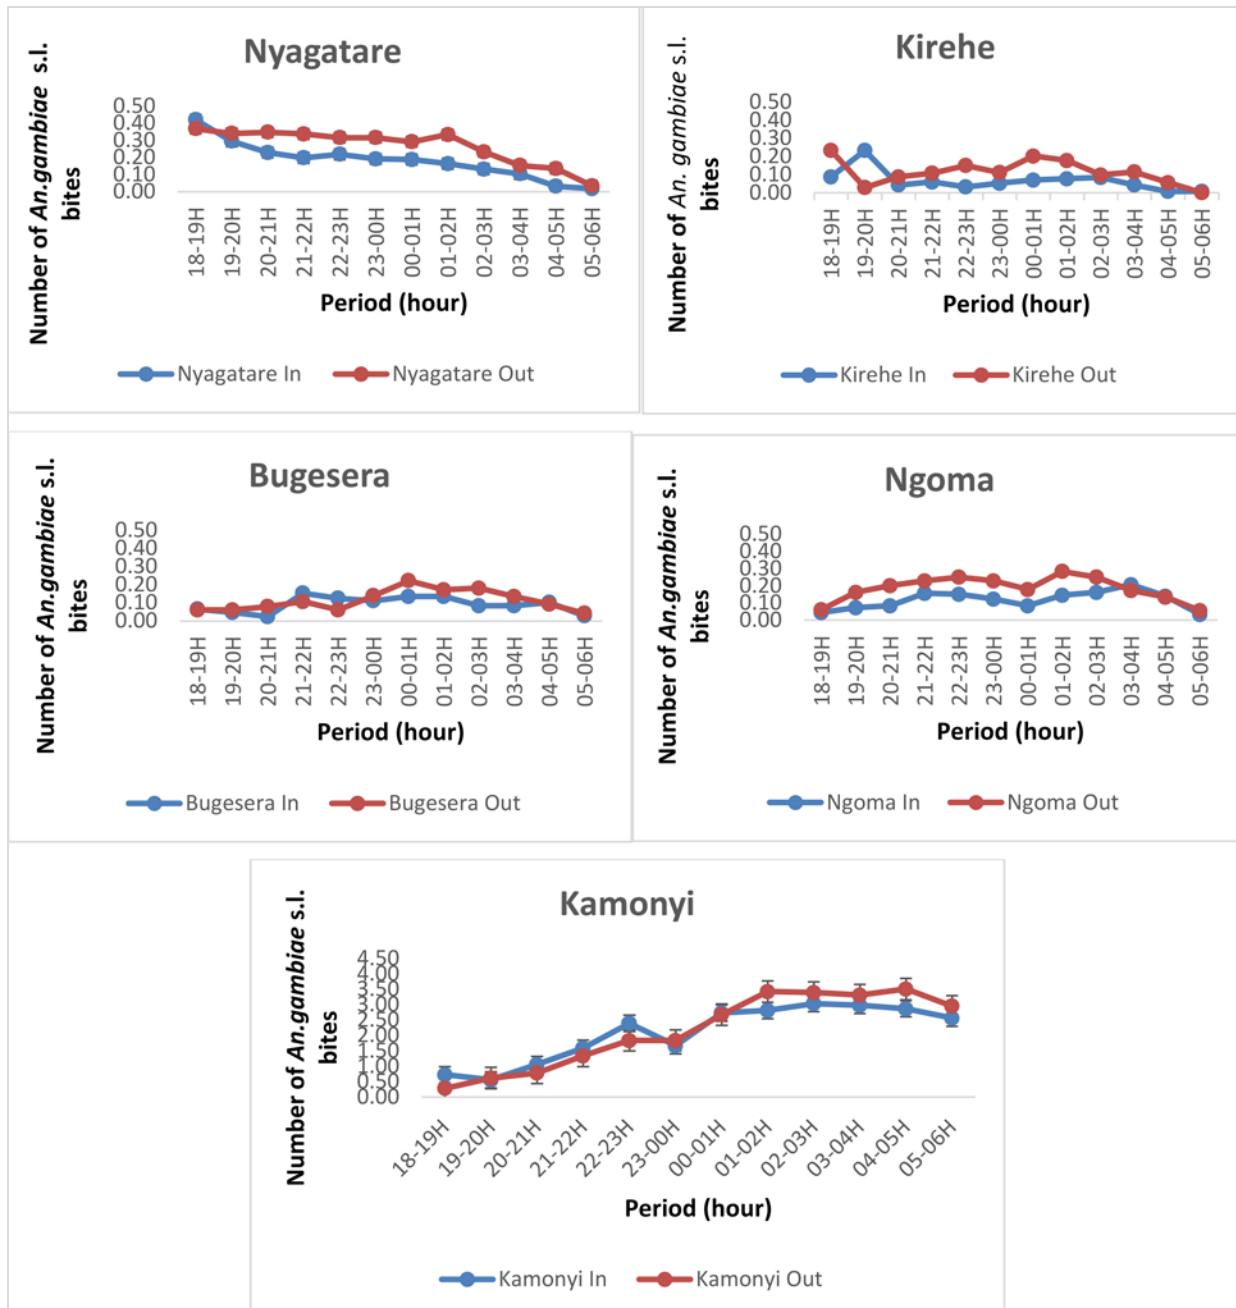 Nyagatare
Number of An.gambiae s.l.
bites
0.50
0.40
0.30
0.20
0.10
0.00
18-19H
19-20H
20-21H
21-22H
22-23H
23-00H
00-01H
01-02H
02-03H
03-04H
04-05H
05-06H
Period (hour)
Nyagatare In Nyagatare Out
Kirehe
Number of An. gambiae s.l.
bites
0.50
0.40
0.30
0.20
0.10
0.00
18-19H
19-20H
20-21H
21-22H
22-23H
23-00H
00-01H
01-02H
02-03H
03-04H
04-05H
05-06H
Period (hour)
Kirehe In Kirehe Out
Bugesera
Number of An.gambiae s.l.
bites
0.50
0.40
0.30
0.20
0.10
0.00
18-19H
19-20H
20-21H
21-22H
22-23H
23-00H
00-01H
01-02H
02-03H
03-04H
04-05H
05-06H
Period (hour)
Bugesera In Bugesera Out
Ngoma
Number of An.gambiae s.l.
bites
0.50
0.40
0.30
0.20
0.10
0.00
18-19H
19-20H
20-21H
21-22H
22-23H
23-00H
00-01H
01-02H
02-03H
03-04H
04-05H
05-06H
Period (hour)
Ngoma In Ngoma Out
Kamonyi
Number of An.gambiae s.l.
bites
4.50
4.00
3.50
3.00
2.50
2.00
1.50
1.00
0.50
0.00
18-19H
19-20H
20-21H
21-22H
22-23H
23-00H
00-01H
01-02H
02-03H
03-04H
04-05H
05-06H
Period (hour)
Kamonyi In Kamonyi Out